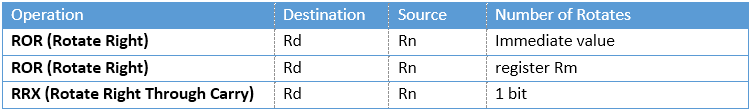 Operation Destination Source Number of Rotates
ROR (Rotate Right) Rd Rn Immediate value
ROR (Rotate Right) Rd Rn register Rm
RRX (Rotate Right Through Carry) Rd Rn 1 bit